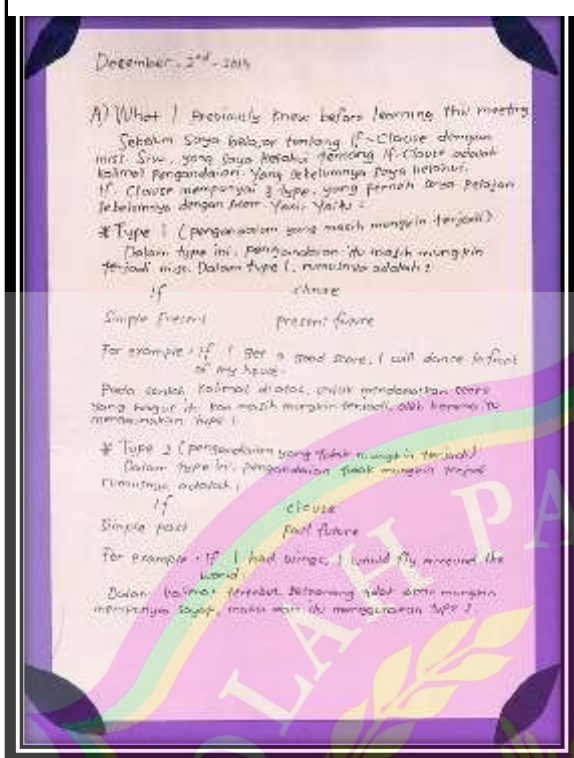 December, 2nd - 2014
A) What I previously knew before learning this meeting
Sebelum saya belajar tentang If-Clause dengan
miss Siw, yang saya ketahui tentang If-Clause adalah
kalimat pengandaian. Yang sebelumnya saya ketahui,
If Clause mempunyai 3 type, yang pernah saya pelajari
sebelumnya dengan Yani. Yaitu :
* Type 1 (pengandaian yang masih mungkin terjadi)
Dalam type ini, pengandaian itu masih mungkin
terjadi Dalam type 1, rumusnya adalah :
If clause
Simple Present present future
For example : If I get a good score, I will dance in front
of my house.
Pada contoh kalimat diatas, untuk mendapatkan score
yang bagus itu kan masih mungkin terjadi, oleh karena itu
menggunakan type 1.
* Type 2 (pengandaian yang tidak mungkin terjadi)
Dalam type ini, pengandaian tidak mungkin terjadi
rumusnya adalah :
If clause
Simple past past future
For example : If I had wings, I would fly around the
world.
Dalam kalimat tersebut, seseorang tidak akan mungkin
mempunyai sayap, maka dari itu menggunakan type 2.
LAH PA